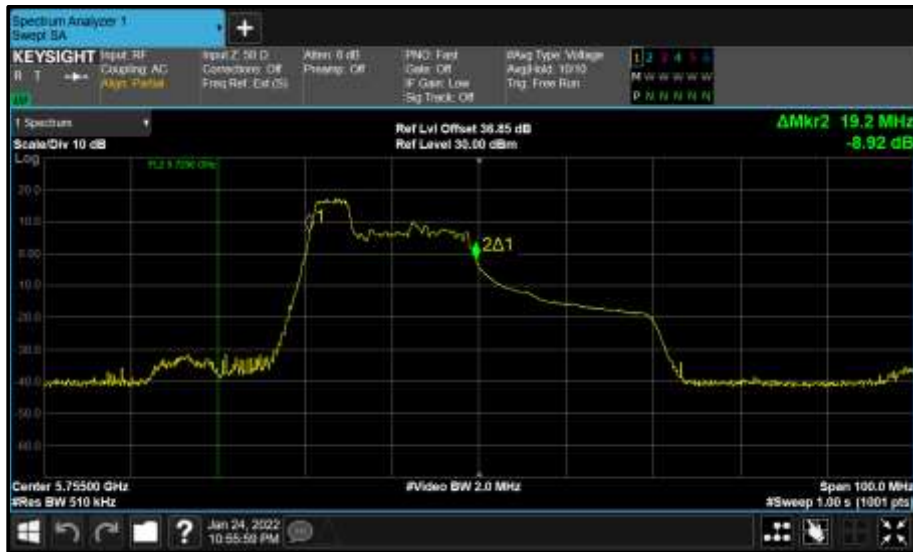 Spectrum Analyzer 1
Swept SA
+
KEYSIGHT
R T
Input: RF
Coupling: AC
Align: Partial
Input Z: 50 Ω
Corrections: Off
Freq Ref: Ext (S)
Atten: 6 dB
Preamp: Off
PNO: Fast
Gate: Off
IF Gain: Low
Sig Track: Off
#Avg Type: Voltage
Avg|Hold: 10/10
Trig: Free Run
1 2 3 4 5 6
M W W W W W
P N N N N N
1 Spectrum
Scale/Div 10 dB
Log
Ref Lvl Offset 36.85 dB
Ref Level 30.00 dBm
ΔMkr2 19.2 MHz
-8.92 dB
20.0
10.0
0.00
-10.0
-20.0
-30.0
-40.0
-50.0
-60.0
1
2Δ1
Center 5.75500 GHz
#Res BW 510 kHz
#Video BW 2.0 MHz
Span 100.0 MHz
#Sweep 1.00 s (1001 pts)
?
Jan 24, 2022
10:55:59 PM